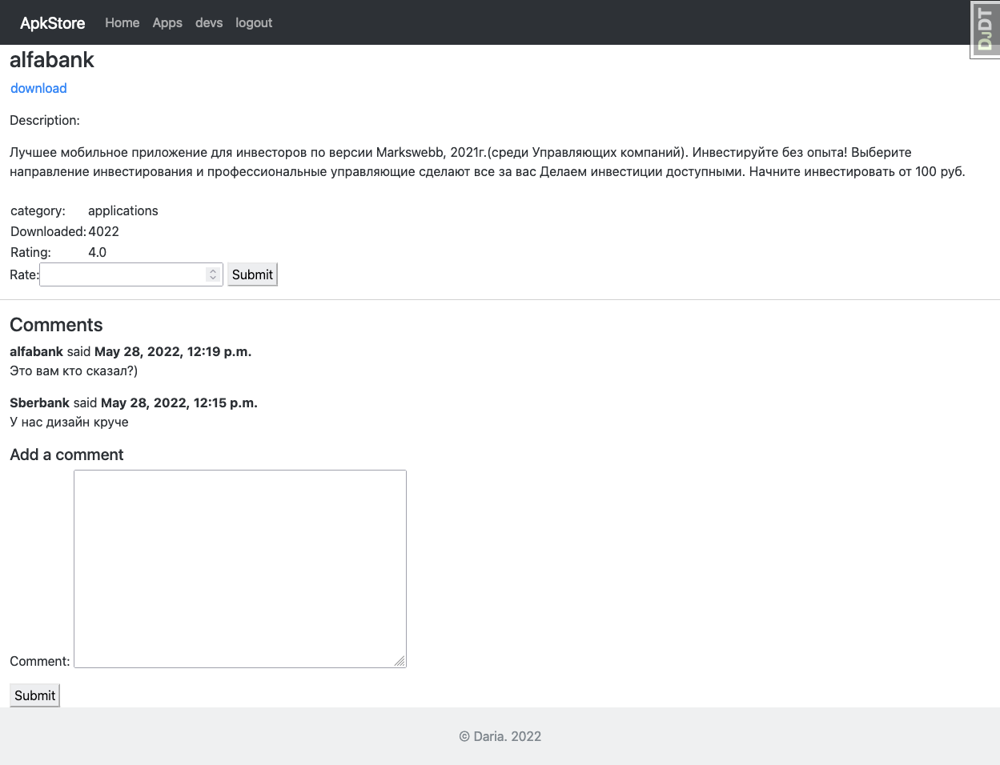 ApkStore Home Apps devs logout
DJDT
alfabank
download
Description:
Лучшее мобильное приложение для инвесторов по версии Markswebb, 2021г.(среди Управляющих компаний). Инвестируйте без опыта! Выберите
направление инвестирования и профессиональные управляющие сделают все за вас Делаем инвестиции доступными. Начните инвестировать от 100 руб.
category: applications
Downloaded: 4022
Rating: 4.0
Rate: Submit
Comments
alfabank said May 28, 2022, 12:19 p.m.
Это вам кто сказал?)
Sberbank said May 28, 2022, 12:15 p.m.
У нас дизайн круче
Add a comment
Comment:
Submit
© Daria. 2022